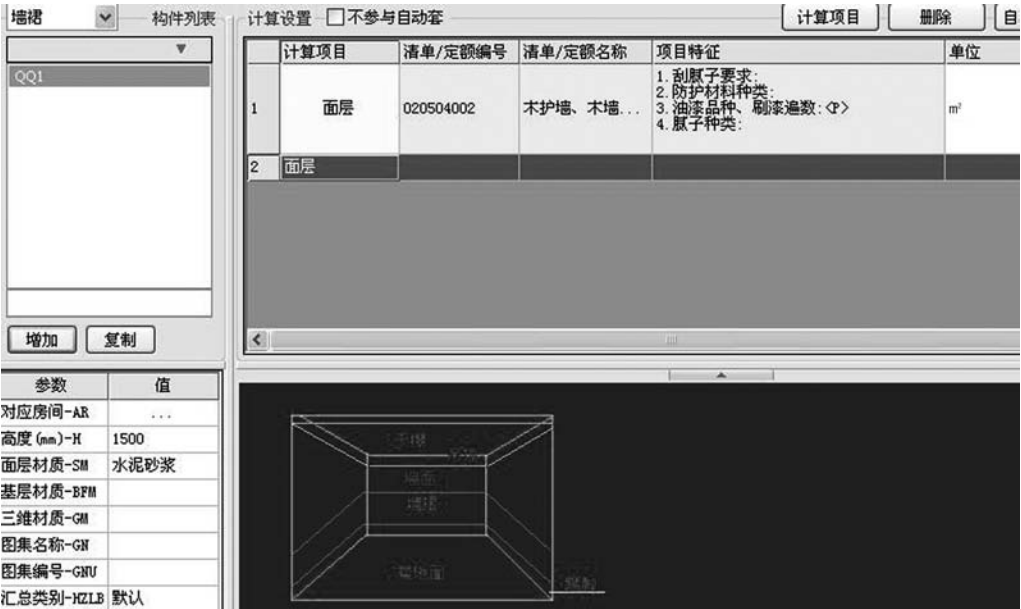 墙裙
构件列表
计算设置
不参与自动套
计算项目
删除
自
QQ1
计算项目 清单/定额编号 清单/定额名称 项目特征 单位
1 面层 020504002 木护墙、木墙... m²
1.刮腻子要求:
2.防护材料种类:
3.油漆品种、刷漆遍数:<P>
4.腻子种类:
2 面层
增加
复制
参数 值
对应房间-AR ...
高度(mm)-H 1500
面层材质-SM 水泥砂浆
基层材质-BFM
三维材质-GM
图集名称-GN
图集编号-GNU
汇总类别-HZLB 默认
墙面
墙裙